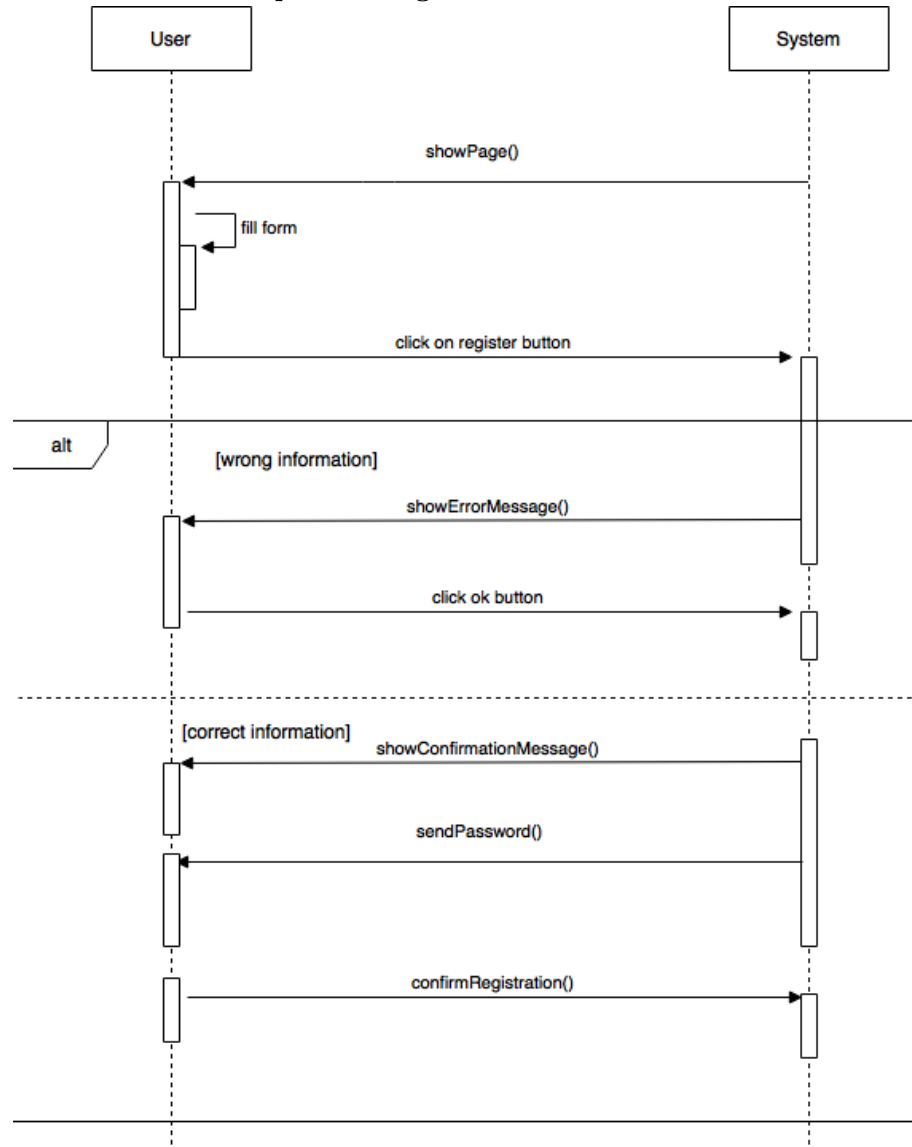 User
System
showPage()
fill form
click on register button
alt
[wrong information]
showErrorMessage()
click ok button
[correct information]
showConfirmationMessage()
sendPassword()
confirmRegistration()